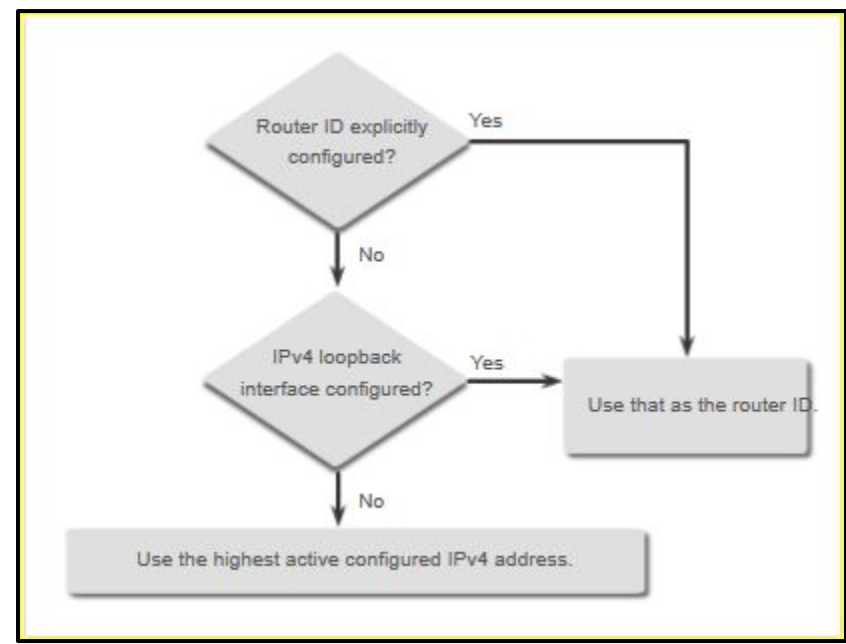 Router ID explicitly
configured?
Yes
No
IPv4 loopback
interface configured?
Yes
Use that as the router ID.
No
Use the highest active configured IPv4 address.